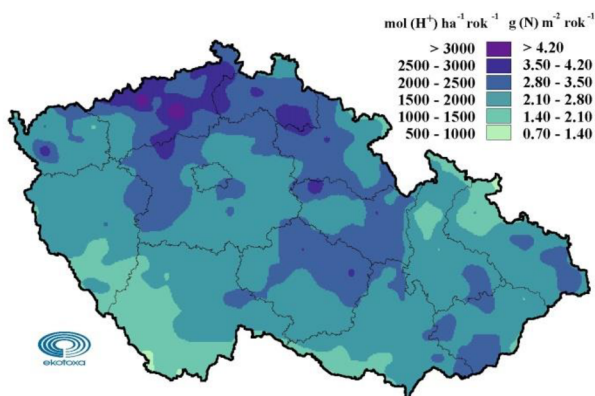 mol (H⁺) ha⁻¹ rok⁻¹ g (N) m⁻² rok⁻¹
> 3000 > 4.20
2500 - 3000 3.50 - 4.20
2000 - 2500 2.80 - 3.50
1500 - 2000 2.10 - 2.80
1000 - 1500 1.40 - 2.10
500 - 1000 0.70 - 1.40
ekotoxa